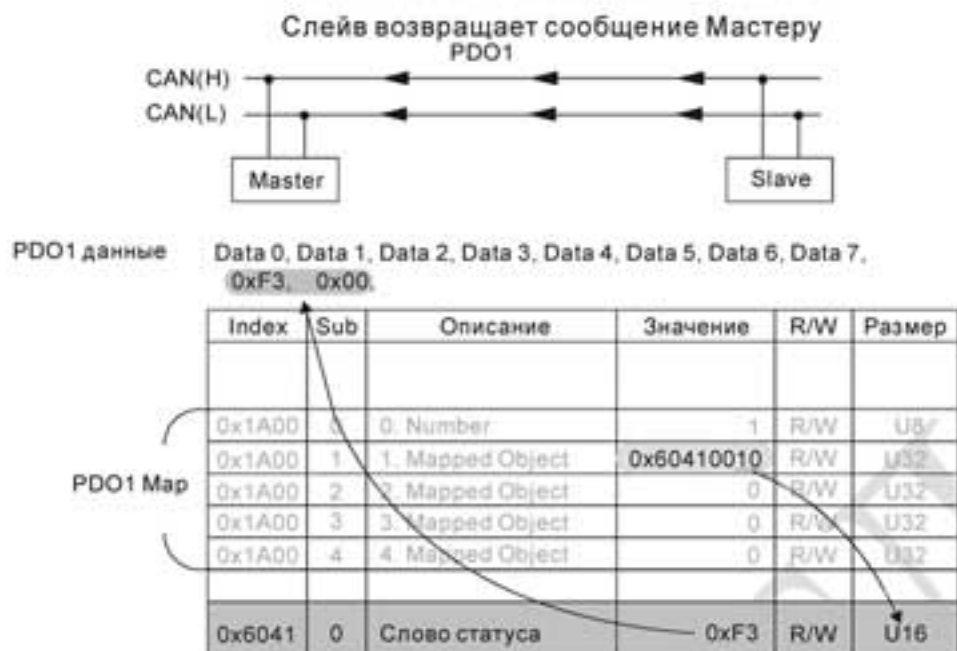 Слейв возвращает сообщение Мастеру
PDO1
CAN(H)
CAN(L)
Master
Slave
PDO1 данные
Data 0, Data 1, Data 2, Data 3, Data 4, Data 5, Data 6, Data 7,
0xF3, 0x00,
Index Sub Описание Значение R/W Размер
0x1A00 0 0. Number 1 R/W U8
0x1A00 1 1. Mapped Object 0x60410010 R/W U32
PDO1 Map
0x1A00 2 2. Mapped Object 0 R/W U32
0x1A00 3 3. Mapped Object 0 R/W U32
0x1A00 4 4. Mapped Object 0 R/W U32
0x6041 0 Слово статуса 0xF3 R/W U16